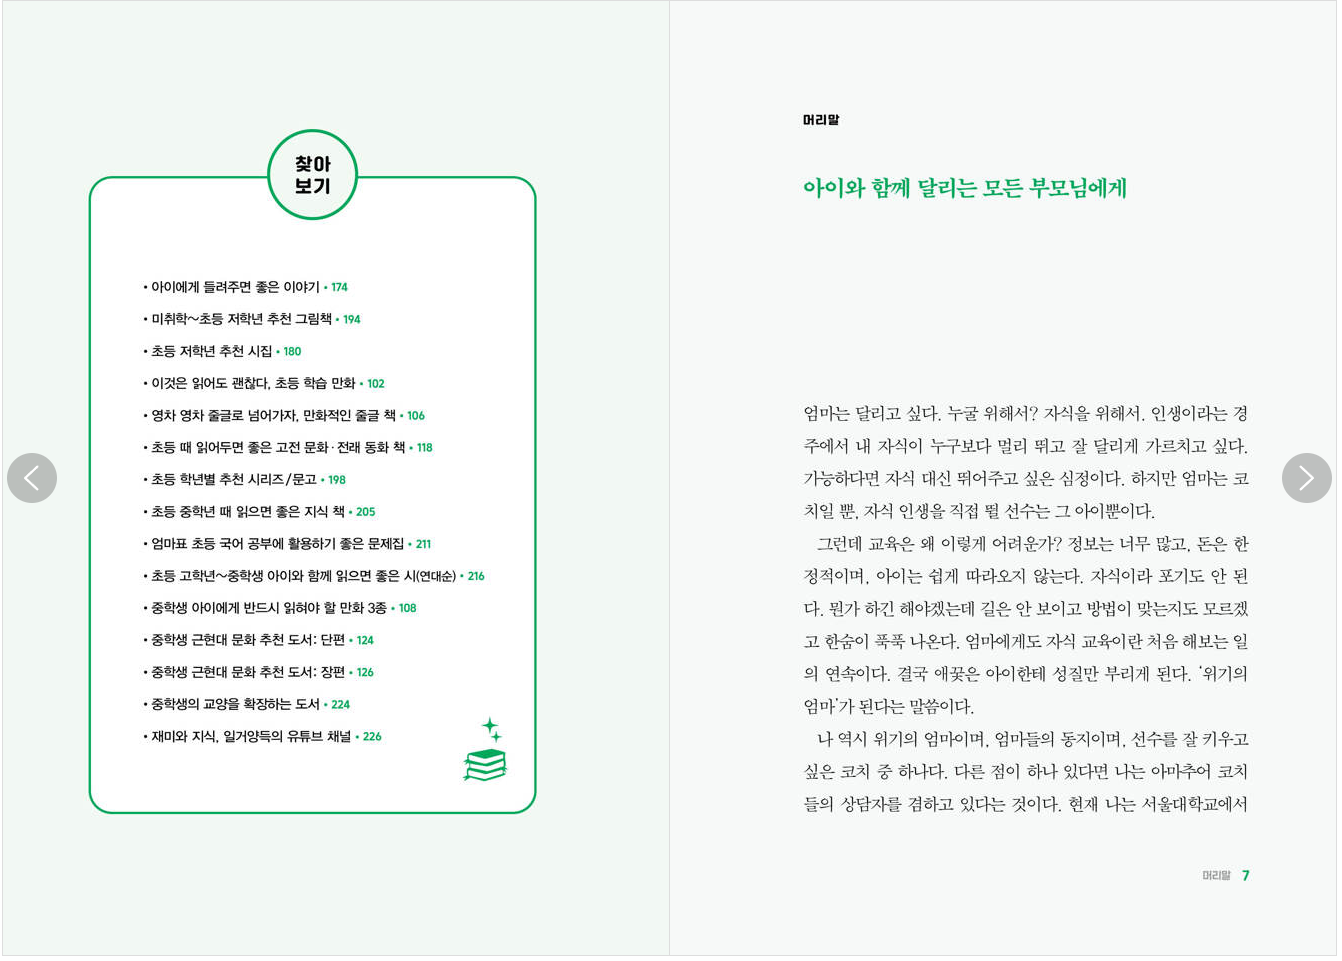 찾아
보기
• 아이에게 들려주면 좋은 이야기 • 174
• 미취학~초등 저학년 추천 그림책 • 194
• 초등 저학년 추천 시집 • 180
• 이것은 읽어도 괜찮다, 초등 학습 만화 • 102
• 영차 영차 줄글로 넘어가자, 만화적인 줄글 책 • 106
• 초등 때 읽어두면 좋은 고전 문화·전래 동화 책 • 118
• 초등 학년별 추천 시리즈/문고 • 198
• 초등 중학년 때 읽으면 좋은 지식 책 • 205
• 엄마표 초등 국어 공부에 활용하기 좋은 문제집 • 211
• 초등 고학년~중학생 아이와 함께 읽으면 좋은 시(연대순) • 216
• 중학생 아이에게 반드시 읽혀야 할 만화 3종 • 108
• 중학생 근현대 문화 추천 도서: 단편 • 124
• 중학생 근현대 문화 추천 도서: 장편 • 126
• 중학생의 교양을 확장하는 도서 • 224
• 재미와 지식, 일거양득의 유튜브 채널 • 226
머리말
아이와 함께 달리는 모든 부모님에게
엄마는 달리고 싶다. 누굴 위해서? 자식을 위해서. 인생이라는 경
주에서 내 자식이 누구보다 멀리 뛰고 잘 달리게 가르치고 싶다.
가능하다면 자식 대신 뛰어주고 싶은 심정이다. 하지만 엄마는 코
치일 뿐, 자식 인생을 직접 뛸 선수는 그 아이뿐이다.
그런데 교육은 왜 이렇게 어려운가? 정보는 너무 많고, 돈은 한
정적이며, 아이는 쉽게 따라오지 않는다. 자식이라 포기도 안 된
다. 뭔가 하긴 해야겠는데 길은 안 보이고 방법이 맞는지도 모르겠
고 한숨이 푹푹 나온다. 엄마에게도 자식 교육이란 처음 해보는 일
의 연속이다. 결국 애꿎은 아이한테 성질만 부리게 된다. ‘위기의
엄마’가 된다는 말씀이다.
나 역시 위기의 엄마이며, 엄마들의 동지이며, 선수를 잘 키우고
싶은 코치 중 하나다. 다른 점이 하나 있다면 나는 아마추어 코치
들의 상담자를 겸하고 있다는 것이다. 현재 나는 서울대학교에서
머리말 7